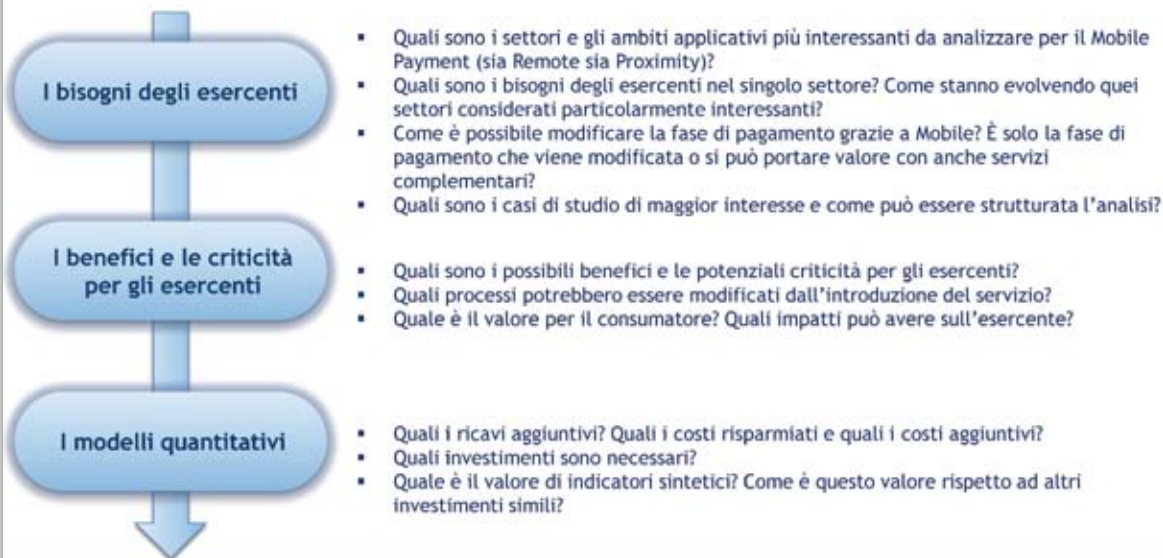 I bisogni degli esercenti
▪ Quali sono i settori e gli ambiti applicativi più interessanti da analizzare per il Mobile
Payment (sia Remote sia Proximity)?
▪ Quali sono i bisogni degli esercenti nel singolo settore? Come stanno evolvendo quei
settori considerati particolarmente interessanti?
▪ Come è possibile modificare la fase di pagamento grazie a Mobile? È solo la fase di
pagamento che viene modificata o si può portare valore con anche servizi
complementari?
▪ Quali sono i casi di studio di maggior interesse e come può essere strutturata l'analisi?
I benefici e le criticità
per gli esercenti
▪ Quali sono i possibili benefici e le potenziali criticità per gli esercenti?
▪ Quali processi potrebbero essere modificati dall'introduzione del servizio?
▪ Quale è il valore per il consumatore? Quali impatti può avere sull'esercente?
I modelli quantitativi
▪ Quali i ricavi aggiuntivi? Quali i costi risparmiati e quali i costi aggiuntivi?
▪ Quali investimenti sono necessari?
▪ Quale è il valore di indicatori sintetici? Come è questo valore rispetto ad altri
investimenti simili?